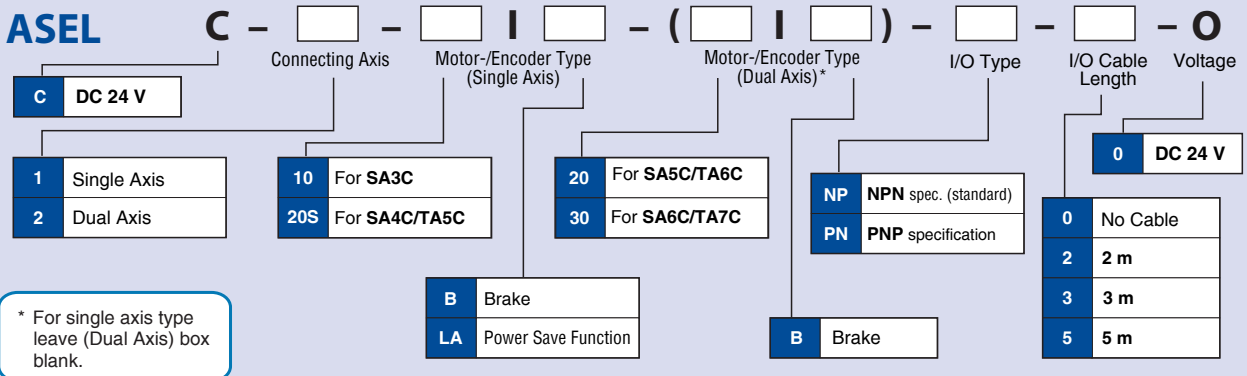 ASEL C – – I – ( I ) – – – O
Connecting Axis
Motor-/Encoder Type
(Single Axis)
Motor-/Encoder Type
(Dual Axis)*
I/O Type
I/O Cable
Length
Voltage
C DC 24 V
1 Single Axis
2 Dual Axis
10 For SA3C
20S For SA4C/TA5C
20 For SA5C/TA6C
30 For SA6C/TA7C
NP NPN spec. (standard)
PN PNP specification
0 DC 24 V
0 No Cable
2 2 m
3 3 m
5 5 m
B Brake
LA Power Save Function
B Brake
* For single axis type
leave (Dual Axis) box
blank.